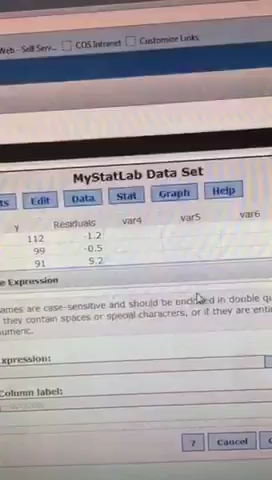 Web - Self Serv... COS Intranet Customize Links
MyStatLab Data Set
ts Edit Data Stat Graph Help
y Residuals var4 var5 var6
112 -1.2
99 -0.5
91 5.2
e Expression
ames are case-sensitive and should be enclosed in double qu
they contain spaces or special characters, or if they are enti
umeric.
xpression:
Column label:
? Cancel C